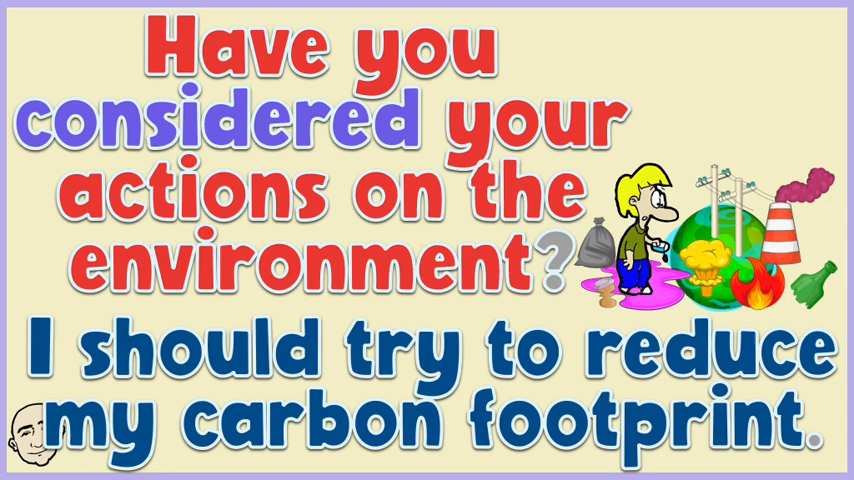 Have you
considered your
actions on the
environment?
I should try to reduce
my carbon footprint.